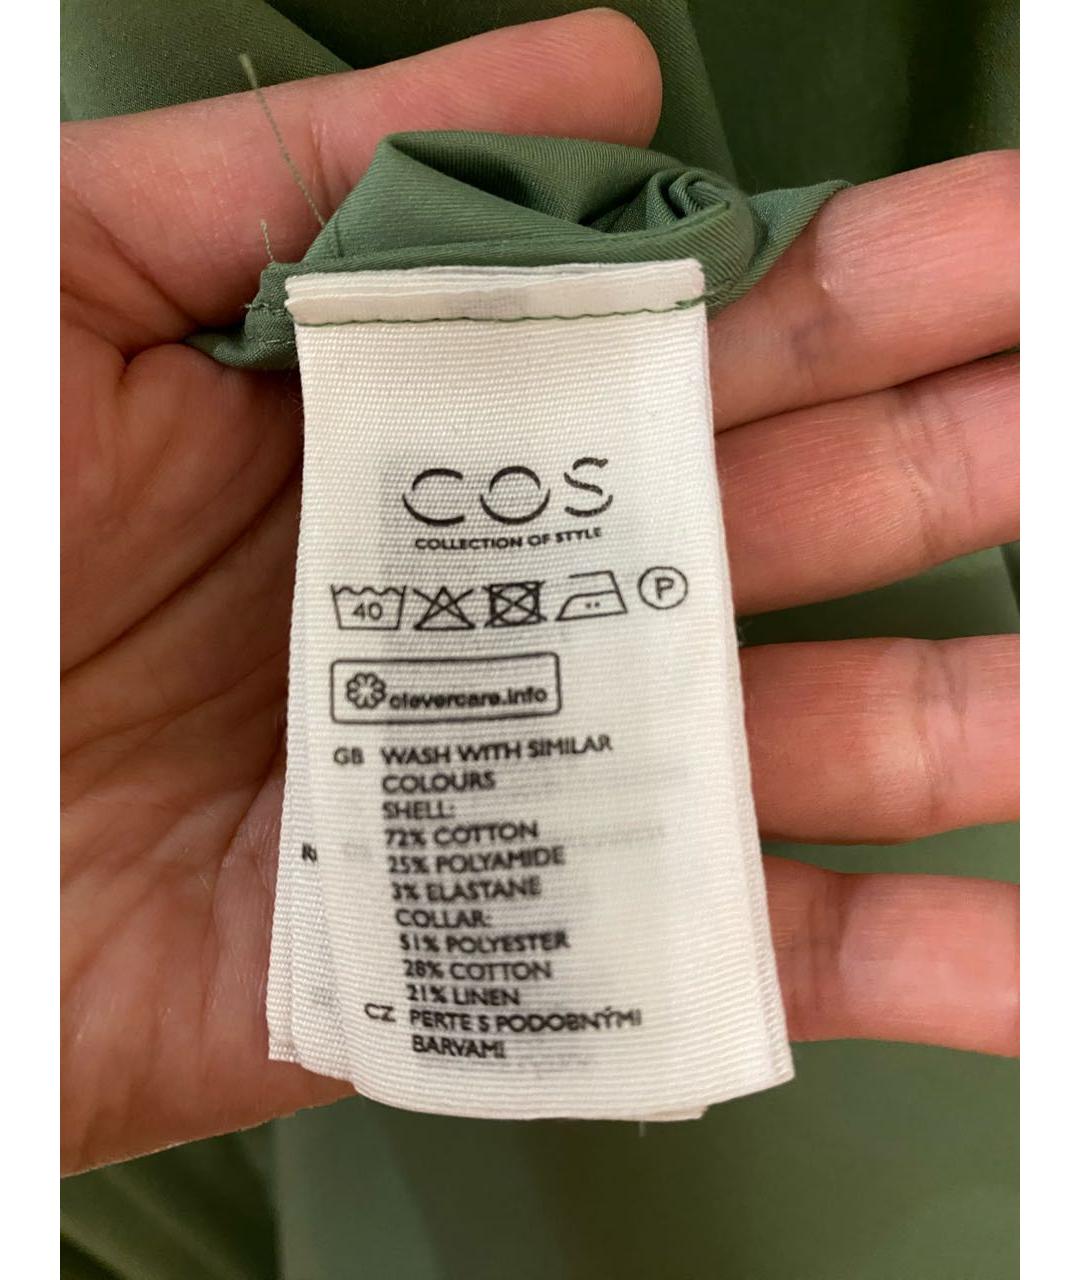 COS
COLLECTION OF STYLE
40
P
clevercare.info
GB WASH WITH SIMILAR
COLOURS
SHELL:
72% COTTON
25% POLYAMIDE
3% ELASTANE
COLLAR:
51% POLYESTER
28% COTTON
21% LINEN
CZ PERTE S PODOBNÝMI
BARVAMI